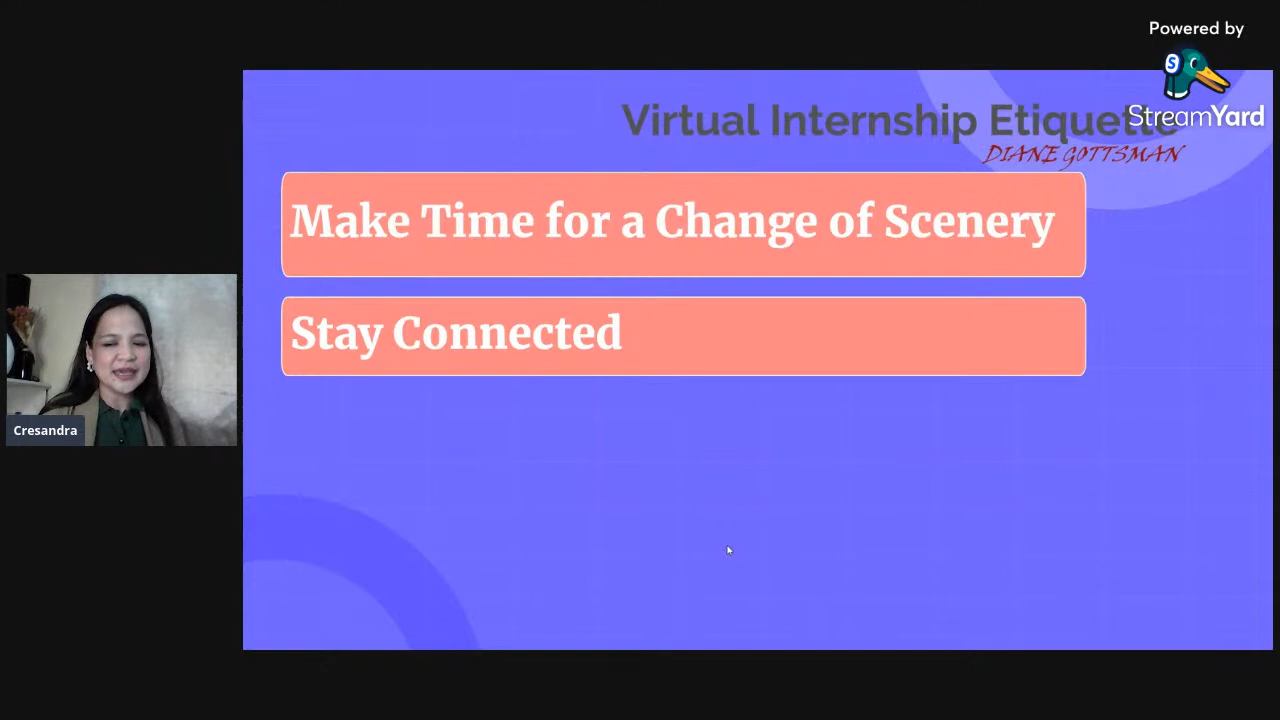 Powered by
S
StreamYard
Virtual Internship Etiquette
DIANE GOTTSMAN
Make Time for a Change of Scenery
Stay Connected
Cresandra